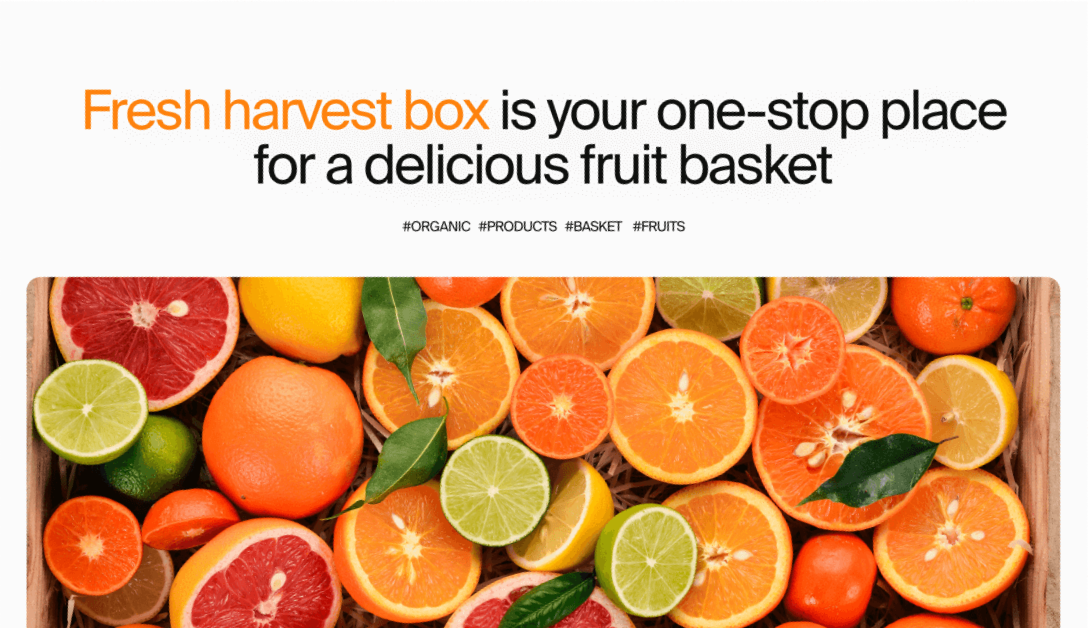 Fresh harvest box is your one-stop place
for a delicious fruit basket
#ORGANIC #PRODUCTS #BASKET #FRUITS